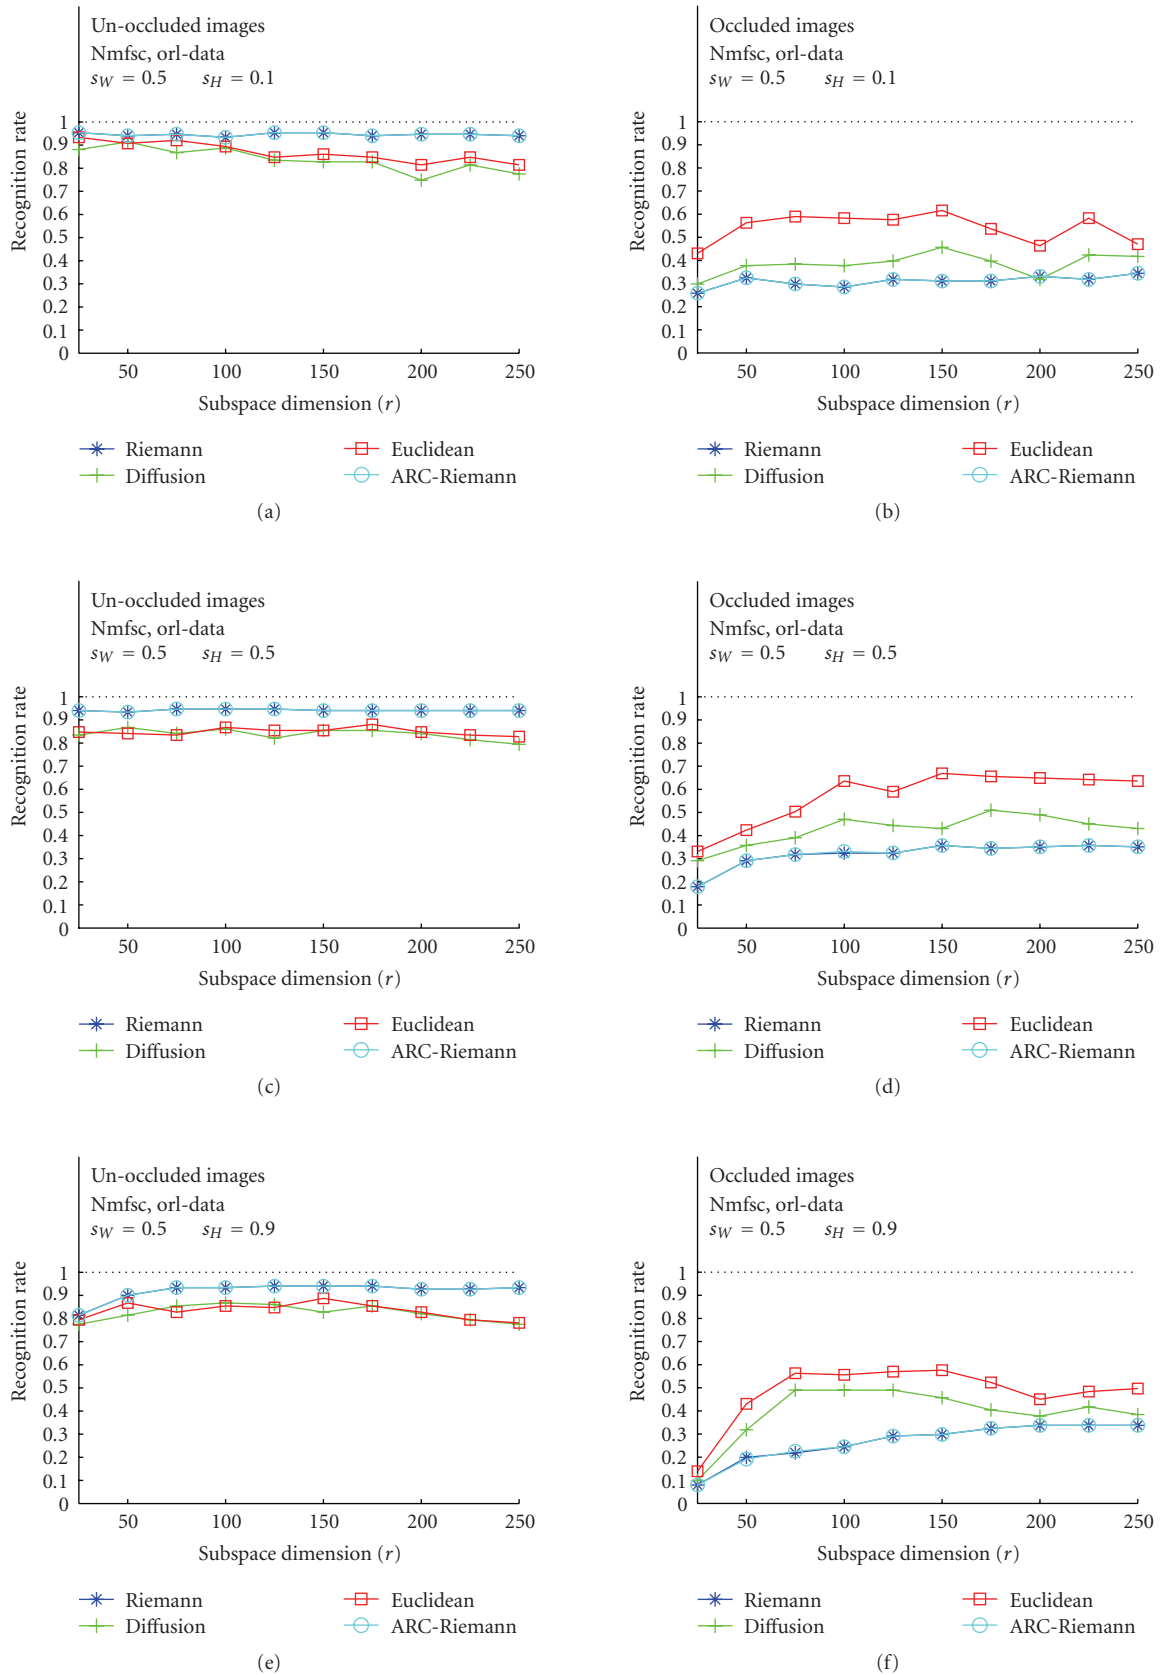 Un-occluded images
Nmfsc, orl-data
s_W = 0.5 s_H = 0.1
Recognition rate
1
0.9
0.8
0.7
0.6
0.5
0.4
0.3
0.2
0.1
0
50 100 150 200 250
Subspace dimension (r)
Riemann Euclidean
Diffusion ARC-Riemann
(a)
Occluded images
Nmfsc, orl-data
s_W = 0.5 s_H = 0.1
Recognition rate
1
0.9
0.8
0.7
0.6
0.5
0.4
0.3
0.2
0.1
0
50 100 150 200 250
Subspace dimension (r)
Riemann Euclidean
Diffusion ARC-Riemann
(b)
Un-occluded images
Nmfsc, orl-data
s_W = 0.5 s_H = 0.5
Recognition rate
1
0.9
0.8
0.7
0.6
0.5
0.4
0.3
0.2
0.1
0
50 100 150 200 250
Subspace dimension (r)
Riemann Euclidean
Diffusion ARC-Riemann
(c)
Occluded images
Nmfsc, orl-data
s_W = 0.5 s_H = 0.5
Recognition rate
1
0.9
0.8
0.7
0.6
0.5
0.4
0.3
0.2
0.1
0
50 100 150 200 250
Subspace dimension (r)
Riemann Euclidean
Diffusion ARC-Riemann
(d)
Un-occluded images
Nmfsc, orl-data
s_W = 0.5 s_H = 0.9
Recognition rate
1
0.9
0.8
0.7
0.6
0.5
0.4
0.3
0.2
0.1
0
50 100 150 200 250
Subspace dimension (r)
Riemann Euclidean
Diffusion ARC-Riemann
(e)
Occluded images
Nmfsc, orl-data
s_W = 0.5 s_H = 0.9
Recognition rate
1
0.9
0.8
0.7
0.6
0.5
0.4
0.3
0.2
0.1
0
50 100 150 200 250
Subspace dimension (r)
Riemann Euclidean
Diffusion ARC-Riemann
(f)